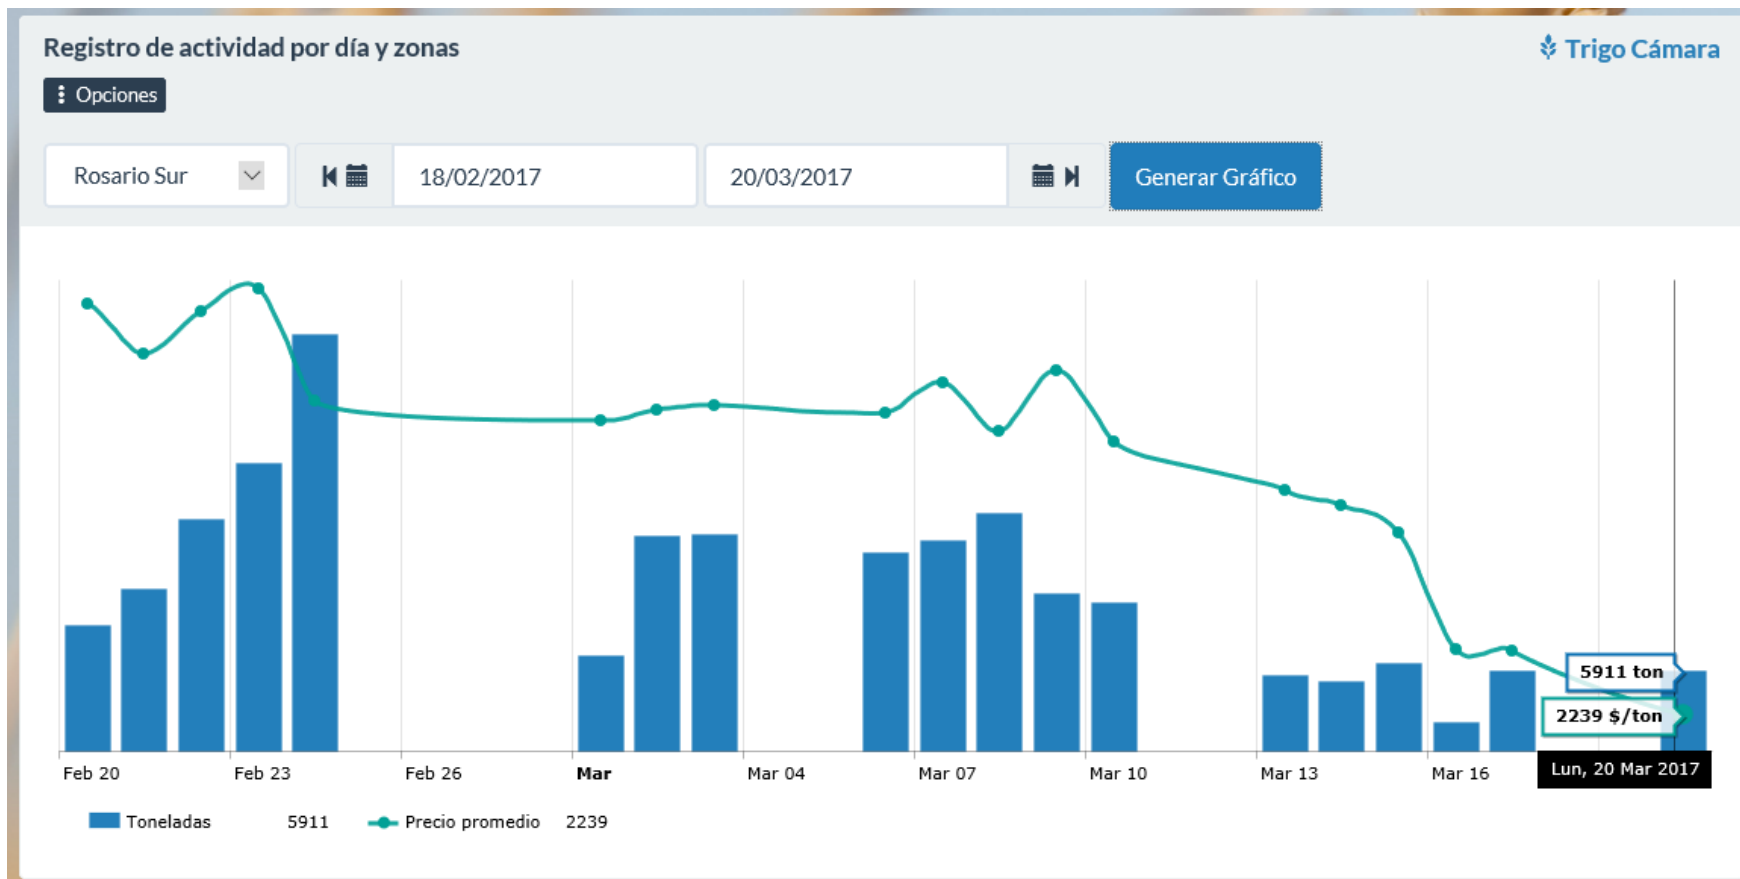 Registro de actividad por día y zonas
Trigo Cámara
Opciones
Rosario Sur
18/02/2017
20/03/2017
Generar Gráfico
5911 ton
2239 $/ton
Lun, 20 Mar 2017
Feb 20
Feb 23
Feb 26
Mar
Mar 04
Mar 07
Mar 10
Mar 13
Mar 16
Toneladas 5911 Precio promedio 2239